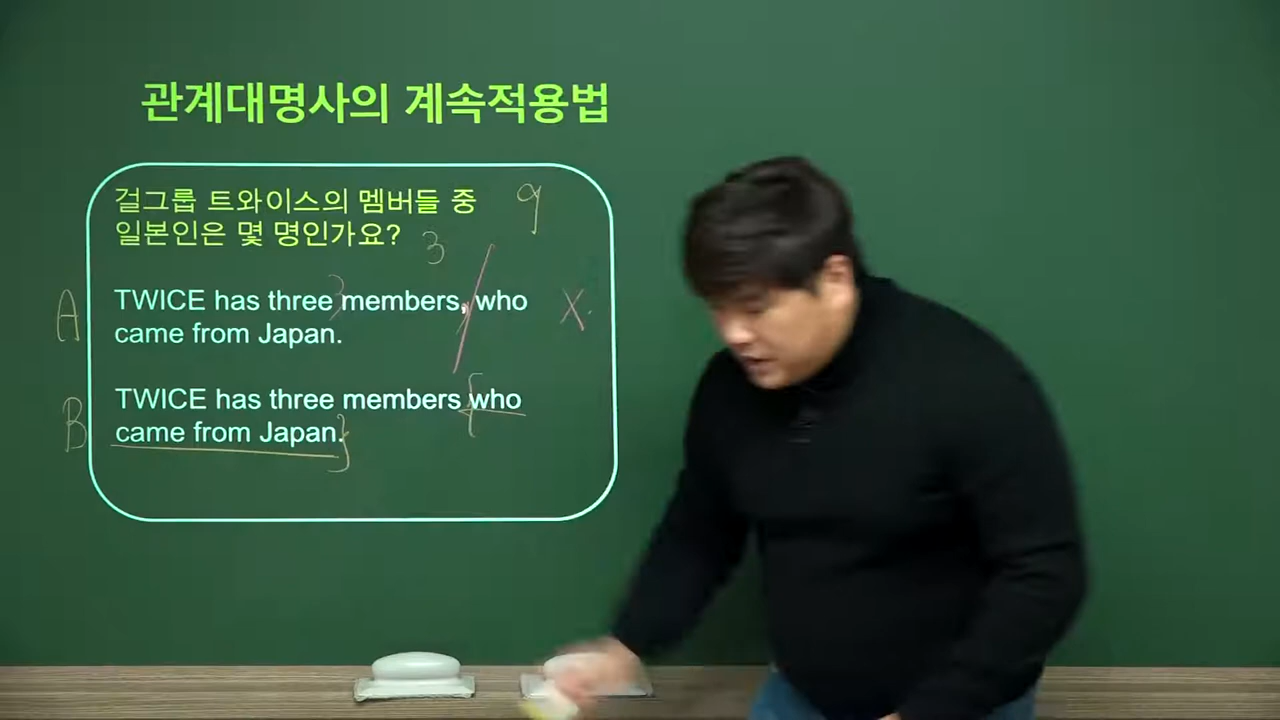 관계대명사의 계속적용법
걸그룹 트와이스의 멤버들 중 9
일본인은 몇 명인가요? 3
A TWICE has three 3 members, who X
came from Japan.
B TWICE has three members {who
came from Japan.}